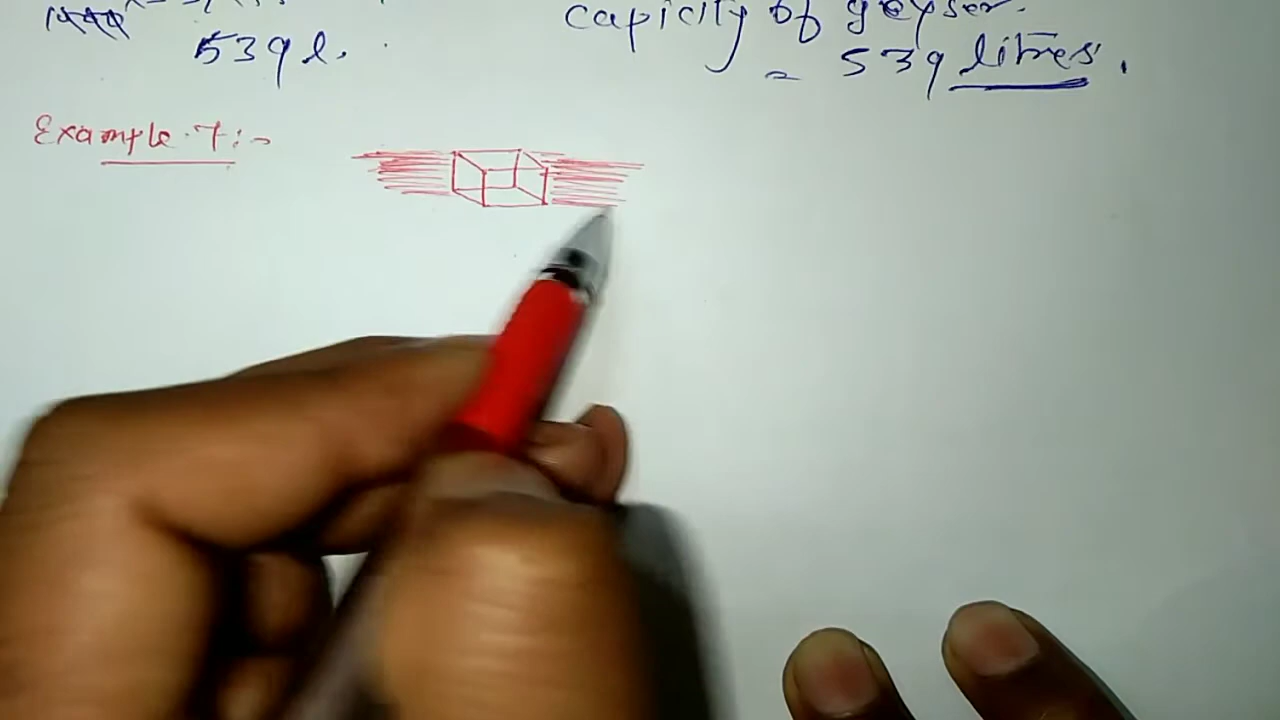 capicity of geyser.
539 l.
= 539 litres.
Example 7:-